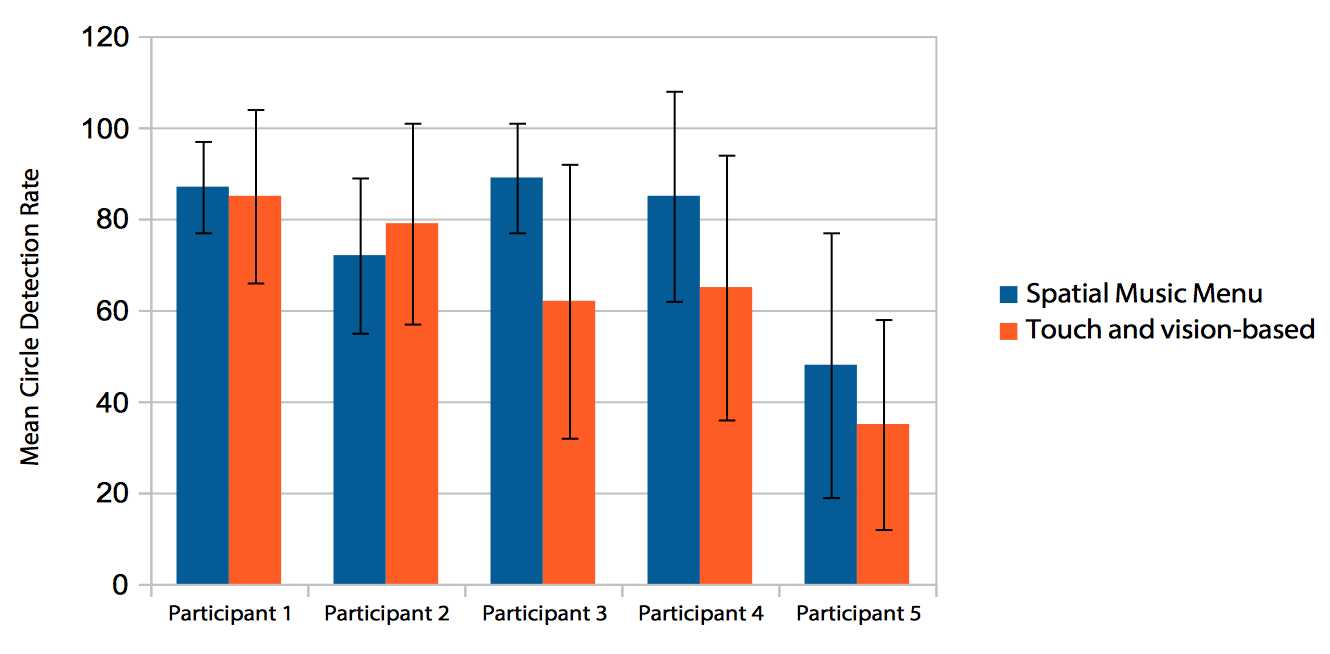 120
100
80
60
40
20
0
Mean Circle Detection Rate
Participant 1
Participant 2
Participant 3
Participant 4
Participant 5
Spatial Music Menu
Touch and vision-based